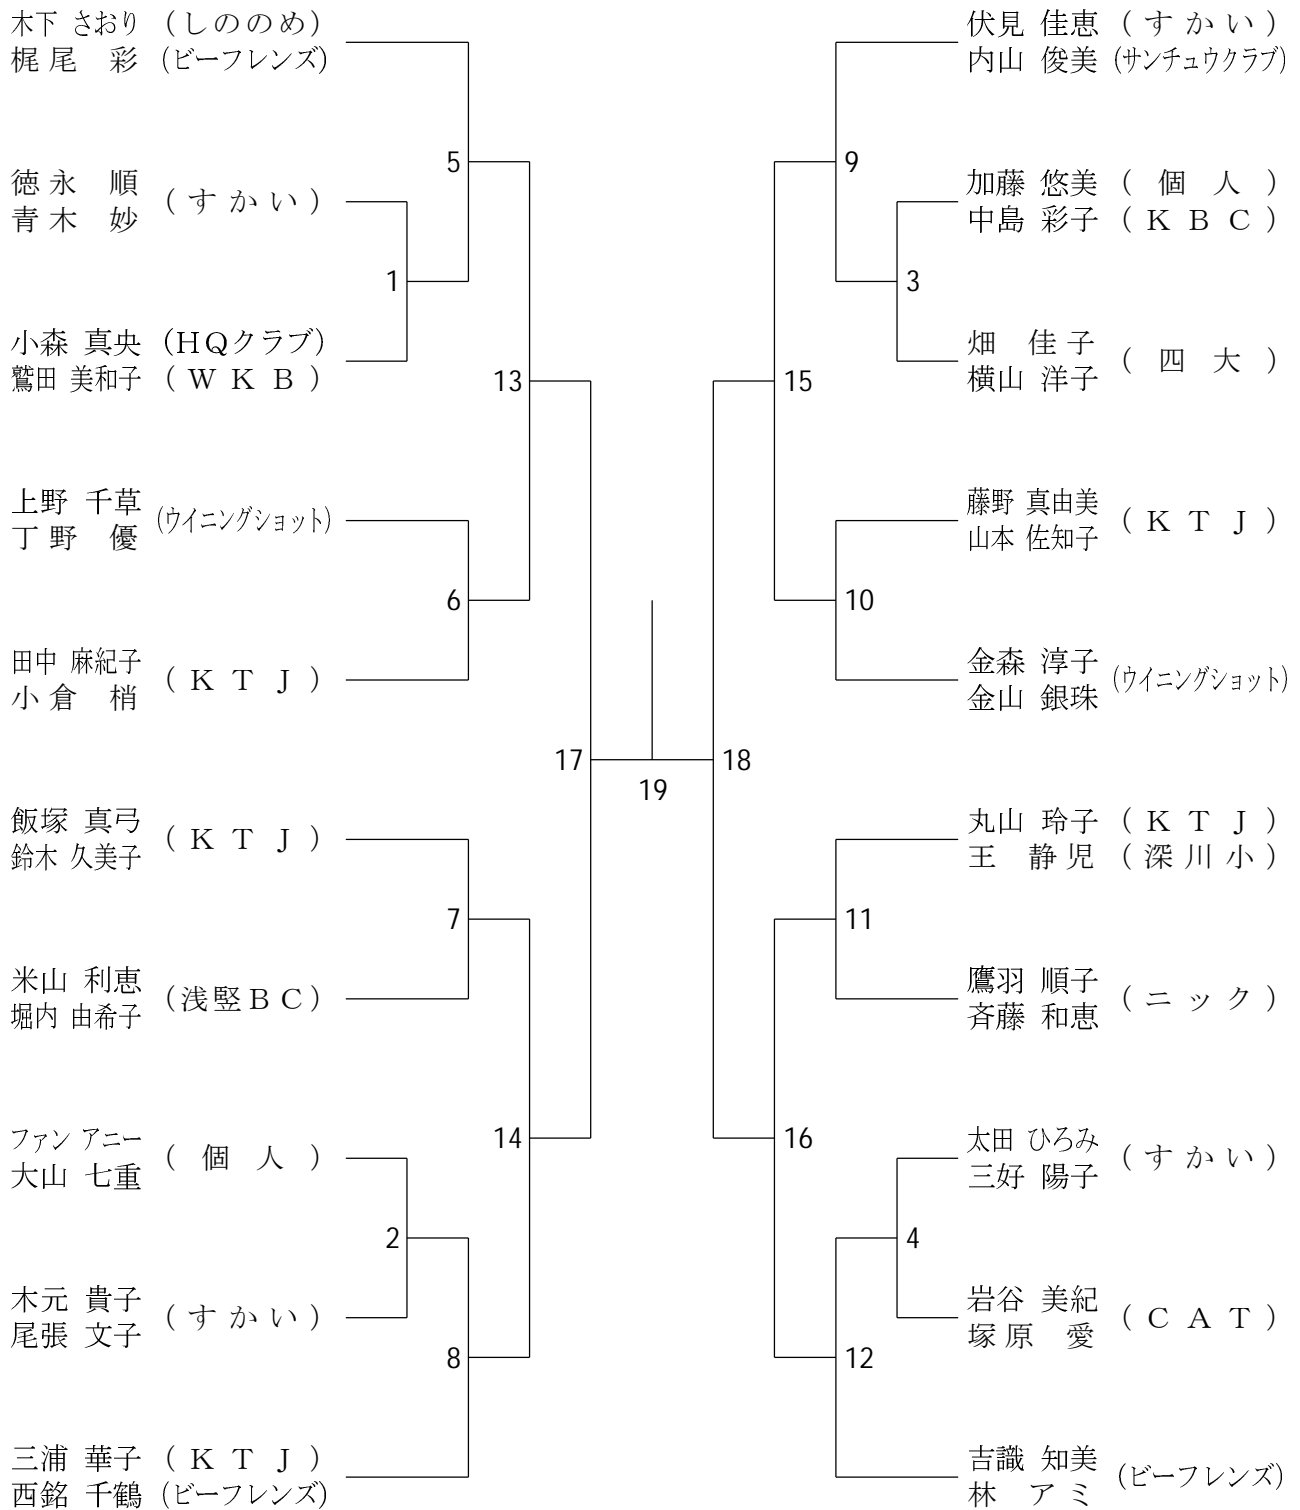 木下 さおり (しののめ)
梶尾 彩 (ビーフレンズ)
5
徳永 順
青木 妙
(すかい)
1
小森 真央 (HQクラブ)
鷲田 美和子 (WKB)
13
上野 千草
丁野 優
(ウイニングショット)
6
田中 麻紀子
小倉 梢
(KTJ)
17
飯塚 真弓
鈴木 久美子
(KTJ)
7
米山 利恵
堀内 由希子
(浅堅BC)
14
ファン アニー
大山 七重
(個人)
2
木元 貴子
尾張 文子
(すかい)
8
三浦 華子 (KTJ)
西銘 千鶴 (ビーフレンズ)
19
伏見 佳恵 (すかい)
内山 俊美 (サンチュウクラブ)
9
加藤 悠美 (個人)
中島 彩子 (KBC)
3
畑 佳子
横山 洋子
(四大)
15
藤野 真由美
山本 佐知子
(KTJ)
10
金森 淳子
金山 銀珠
(ウイニングショット)
18
丸山 玲子 (KTJ)
王 静児 (深川小)
11
鷹羽 順子
斉藤 和恵
(ニック)
16
太田 ひろみ
三好 陽子
(すかい)
4
岩谷 美紀
塚原 愛
(CAT)
12
吉識 知美
林 アミ
(ビーフレンズ)